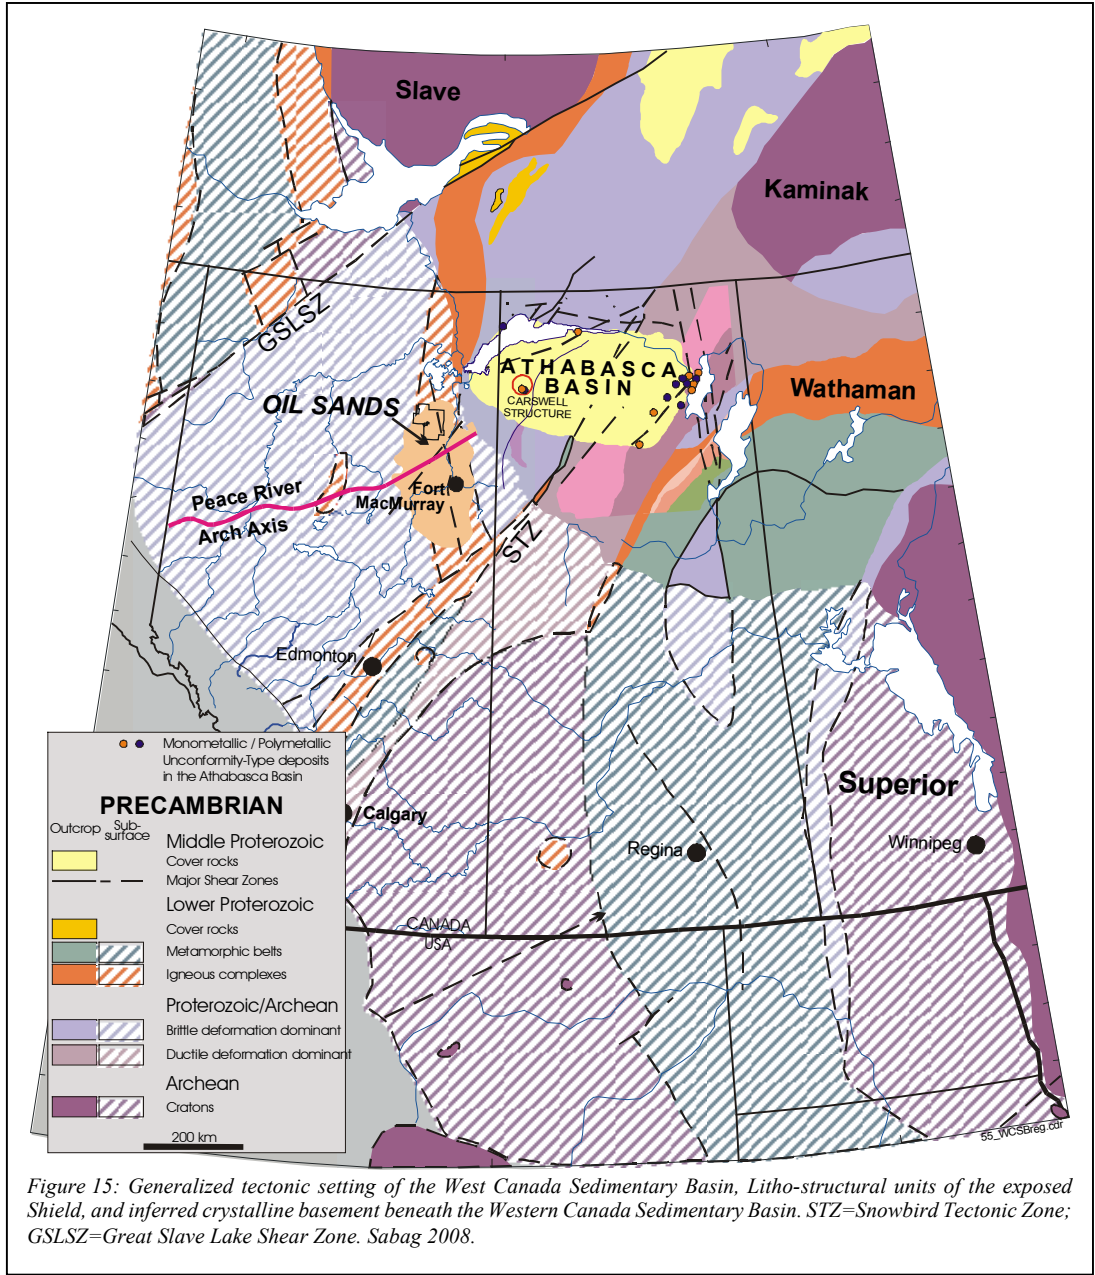 Slave
Kaminak
GSLSZ
ATHABASCA
BASIN
CARSWELL
STRUCTURE
Wathaman
OIL SANDS
Peace River
Arch Axis
Fort
MacMurray
STZ
Edmonton
Calgary
Superior
Regina
Winnipeg
CANADA
USA
Monometallic / Polymetallic
Unconformity-Type deposits
in the Athabasca Basin
PRECAMBRIAN
Outcrop
Sub-
surface
Middle Proterozoic
Cover rocks
Major Shear Zones
Lower Proterozoic
Cover rocks
Metamorphic belts
Igneous complexes
Proterozoic/Archean
Brittle deformation dominant
Ductile deformation dominant
Archean
Cratons
200 km
55_WCSBreg.cdr
Figure 15: Generalized tectonic setting of the West Canada Sedimentary Basin, Litho-structural units of the exposed
Shield, and inferred crystalline basement beneath the Western Canada Sedimentary Basin. STZ=Snowbird Tectonic Zone;
GSLSZ=Great Slave Lake Shear Zone. Sabag 2008.